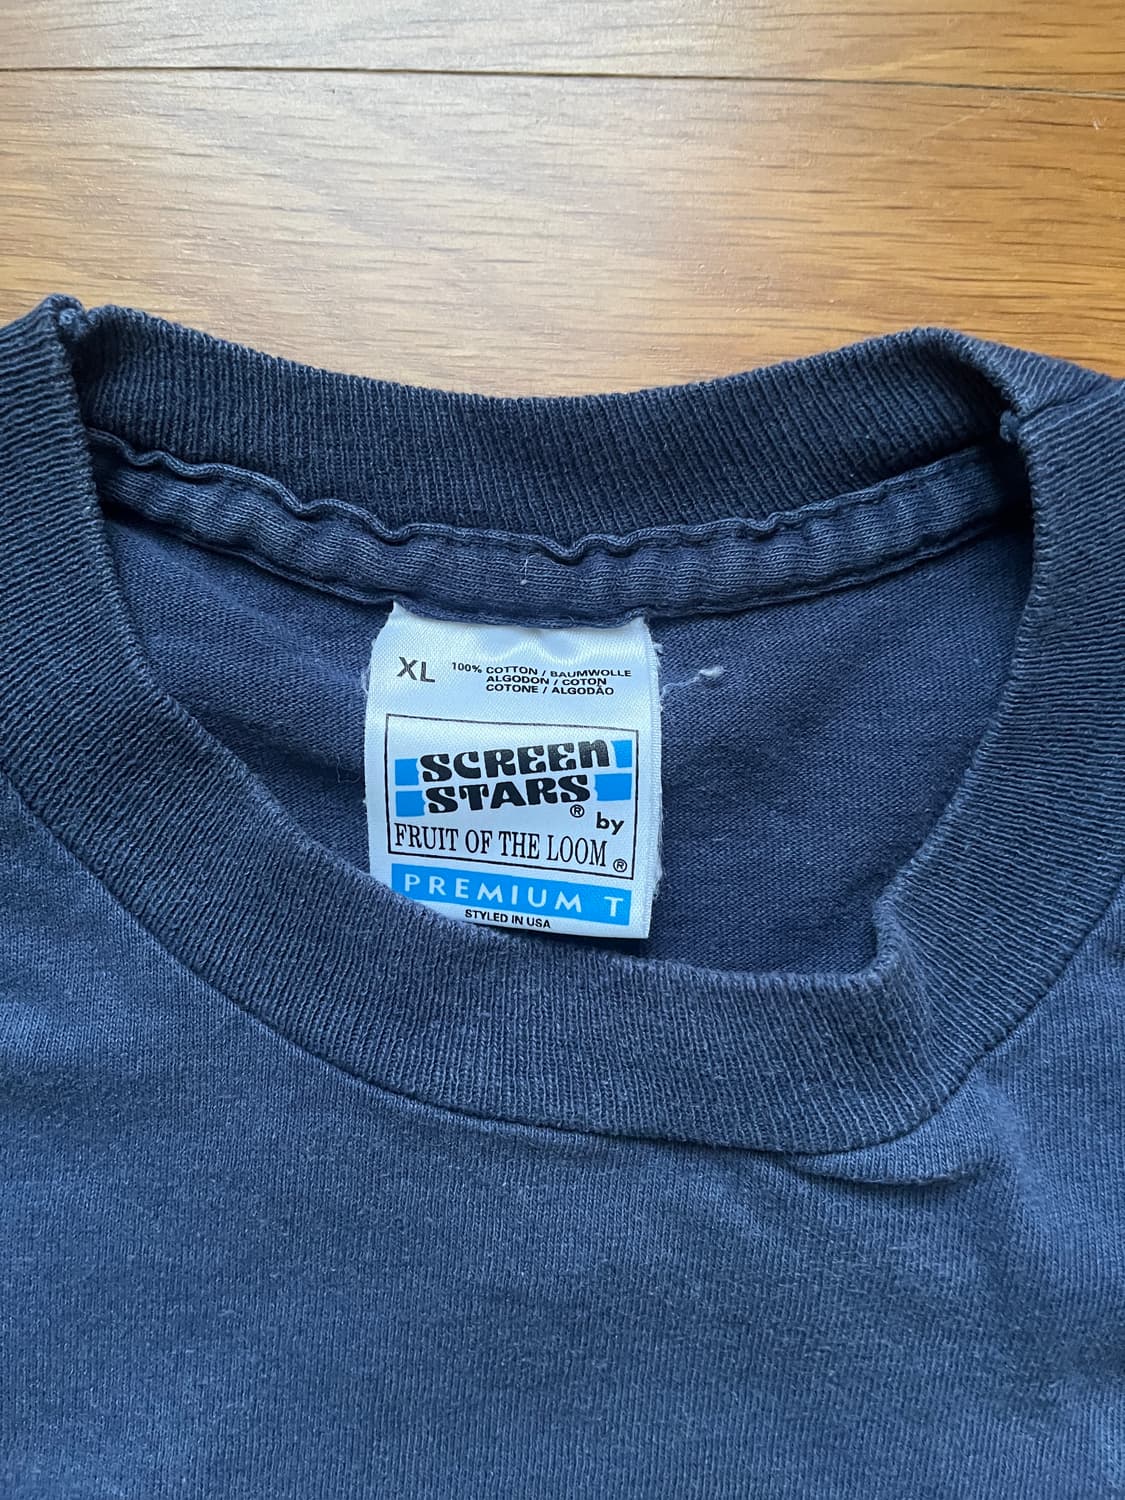 XL
100% COTTON / BAUMWOLLE
ALGODON / COTON
COTONE / ALGODÃO
SCREEN
STARS®
by
FRUIT OF THE LOOM®
PREMIUM T
STYLED IN USA